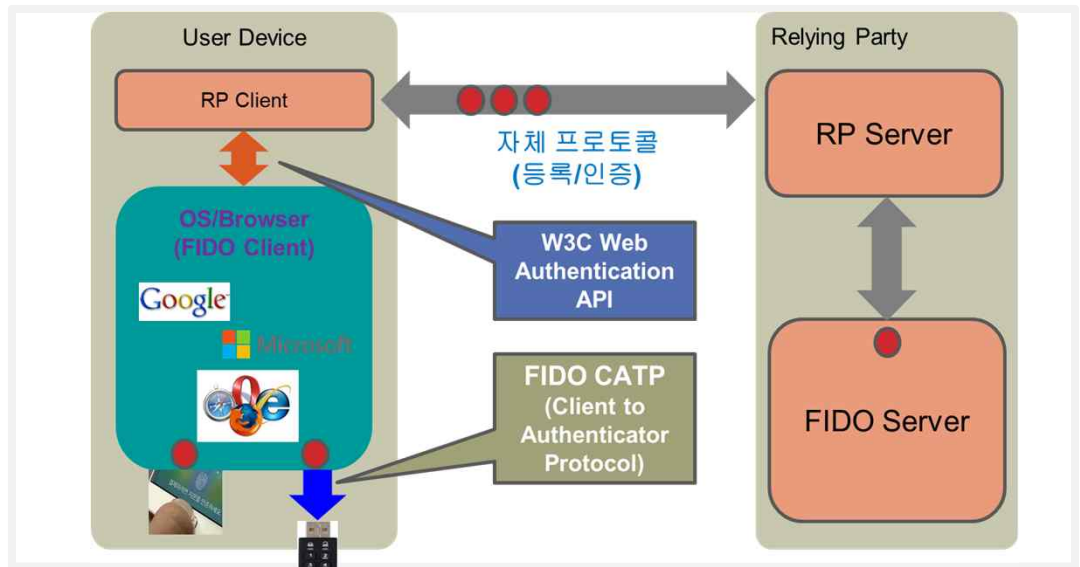 User Device
Relying Party
RP Client
RP Server
자체 프로토콜
(등록/인증)
OS/Browser
(FIDO Client)
W3C Web
Authentication
API
Google
Microsoft
FIDO CATP
(Client to
Authenticator
Protocol)
FIDO Server